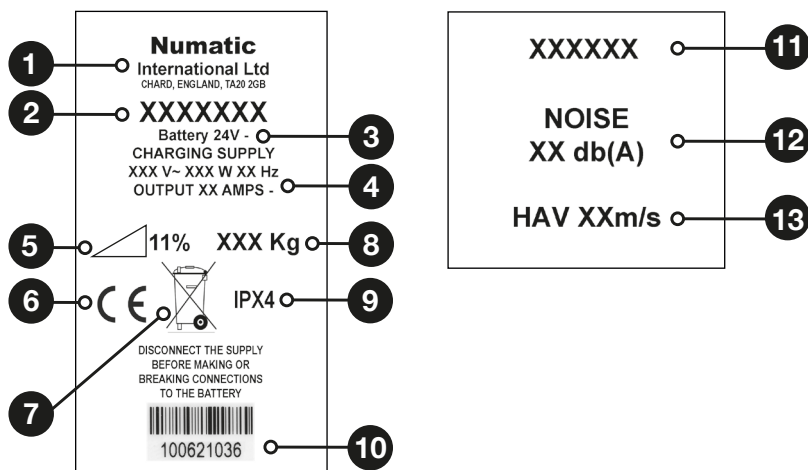 Numatic
International Ltd
CHARD, ENGLAND, TA20 2GB
XXXXXXX
Battery 24V -
CHARGING SUPPLY
XXX V~ XXX W XX Hz
OUTPUT XX AMPS -
11% XXX Kg
CE IPX4
DISCONNECT THE SUPPLY
BEFORE MAKING OR
BREAKING CONNECTIONS
TO THE BATTERY
100621036
1
2
3
4
5
8
6
9
7
10
XXXXXX
NOISE
XX db(A)
HAV XXm/s
11
12
13